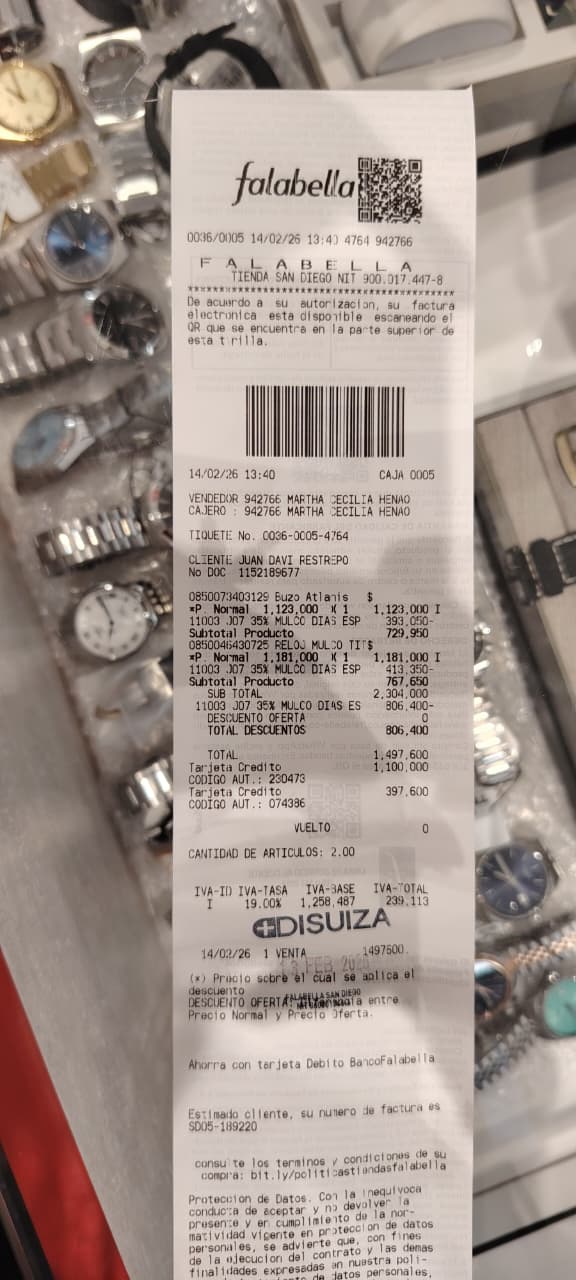 falabella
0036/0005 14/02/26 13:40 4764 942766
F A L A B E L L A
TIENDA SAN DIEGO NIT 900.017.447-8
****************************************
De acuerdo a su autorizacion, su factura
electronica esta disponible escaneando el
QR que se encuentra en la parte superior de
esta tirilla.
14/02/26 13:40 CAJA 0005
VENDEDOR 942766 MARTHA CECILIA HENAO
CAJERO : 942766 MARTHA CECILIA HENAO
TIQUETE No. 0036-0005-4764
CLIENTE JUAN DAVI RESTREPO
No DOC 1152189677
0850073403129 Buzo Atlanis $
*P. Normal 1,123,000 X 1 1,123,000 I
11003 J07 35% MULCO DIAS ESP 393,050-
Subtotal Producto 729,950
0850046430725 RELOJ MULCO TIT$
*P. Normal 1,181,000 X 1 1,181,000 I
11003 J07 35% MULCO DIAS ESP 413,350-
Subtotal Producto 767,650
SUB TOTAL 2,304,000
11003 J07 35% MULCO DIAS ES 806,400-
DESCUENTO OFERTA 0
TOTAL DESCUENTOS 806,400
TOTAL 1,497,600
Tarjeta Credito 1,100,000
CODIGO AUT.: 230473
Tarjeta Credito 397,600
CODIGO AUT.: 074386
VUELTO 0
CANTIDAD DE ARTICULOS: 2.00
IVA-ID IVA-TASA IVA-BASE IVA-TOTAL
I 19.00% 1,258,487 239,113
DISUIZA
14/02/26 1 VENTA 1497600.
FEB 2026
(*) Precio sobre el cual se aplica el
descuento
FALABELLA SAN DIEGO
DESCUENTO OFERTA: entre
Precio Normal y Precio Oferta.
Ahorra con tarjeta Debito BancoFalabella
Estimado cliente, su numero de factura es
SD05-189220
consulte los terminos y condiciones de su
compra: bit.ly/politicastiendasfalabella
Proteccion de Datos. Con la inequivoca
conducta de aceptar y no devolver la
presente y en cumplimiento de la nor-
matividad vigente en proteccion de datos
personales, se advierte que, con fines
de la ejecucion del contrato y las demas
finalidades expresadas en nuestra poli-
de datos personales,